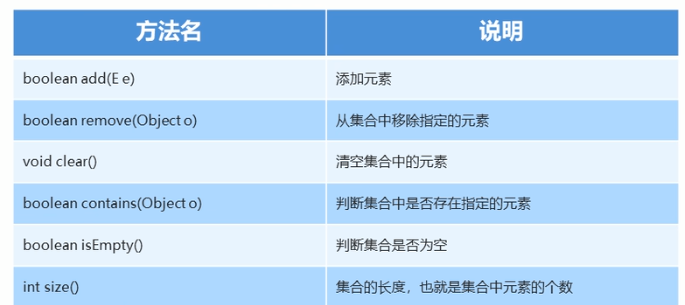 方法名 说明
boolean add(E e) 添加元素
boolean remove(Object o) 从集合中移除指定的元素
void clear() 清空集合中的元素
boolean contains(Object o) 判断集合中是否存在指定的元素
boolean isEmpty() 判断集合是否为空
int size() 集合的长度，也就是集合中元素的个数